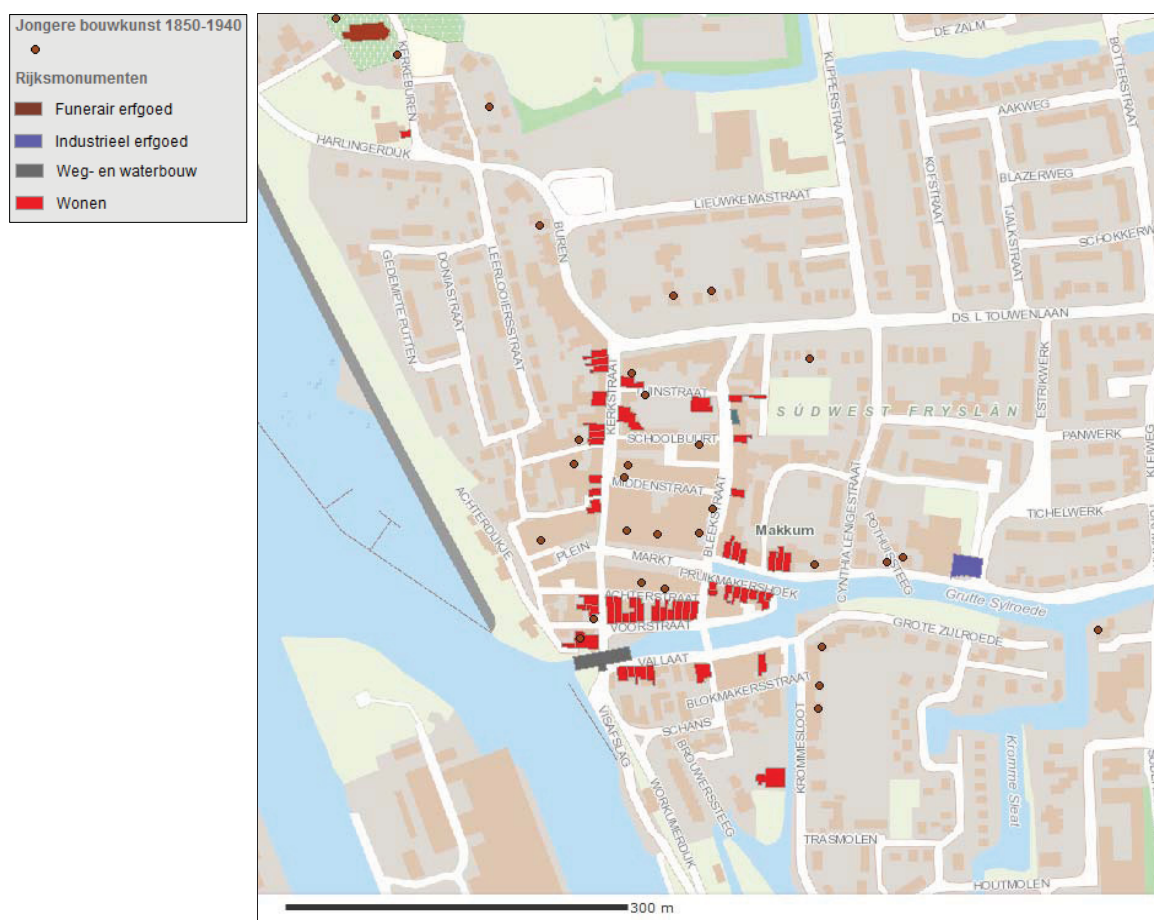 Jongere bouwkunst 1850-1940
Rijksmonumenten
Funerair erfgoed
Industrieel erfgoed
Weg- en waterbouw
Wonen
DE ZALM
KERKEBUREN
KLIPPERSTRAAT
BOTTERSTRAAT
AAKWEG
HARLINGERDIJK
KOFSTRAAT
BLAZERWEG
LIEUWKEMASTRAAT
TJALKSTRAAT
BUREN
SCHOKKERW
GEDEMPTE PUTTEN
DONIASTRAAT
LEERLOOIERSSTRAAT
DS. L TOUWENLAAN
KERKSTRAAT
TUINSTRAAT
ESTRIKWERK
SÚDWEST FRYSLÂN
SCHOOLBUURT
PANWERK
KLEIWEG
MIDDENSTRAAT
ACHTERDIJKJE
BLEEKSTRAAT
Makkum
CYNTHIA LENIGESTRAAT
POTHUISSTEEG
TICHELWERK
PLEIN
MARKT
PRUIKMAKERSHOEK
ACHTERSTRAAT
Grutte Sylroede
VOORSTRAAT
GROTE ZIJLROEDE
VALLAAT
BLOKMAKERSSTRAAT
SCHANS
VISAFSLAG
BROUWERSSTEEG
KROMMESLOOT
Kromme Sleat
WORKUMERDIJK
TRASMOLEN
HOUTMOLEN
300 m